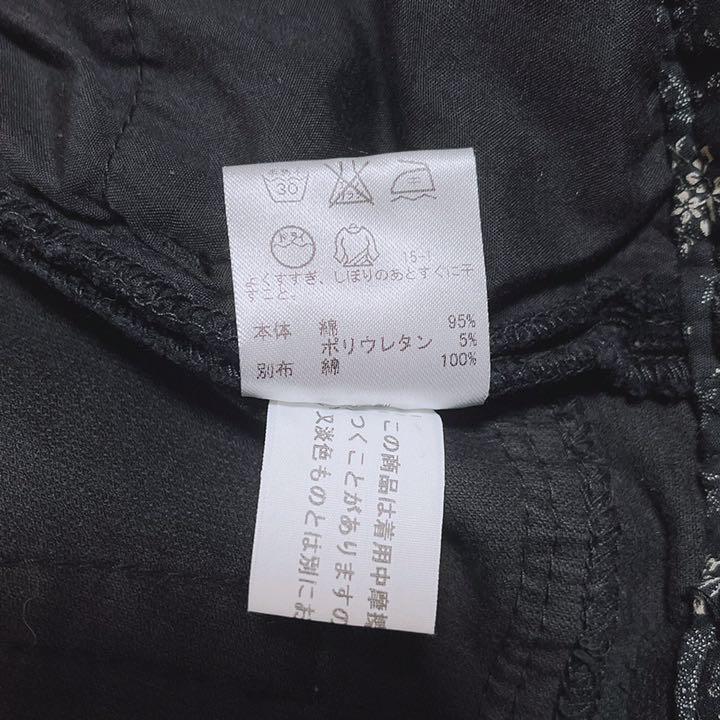 30
ドライ
15-1
よくすすぎ、しぼりのあとすぐに干
すこと。
本体 綿 95%
ポリウレタン 5%
別布 綿 100%
この商品は着用中摩擦
つくことがありますの
又淡色ものとは別にお